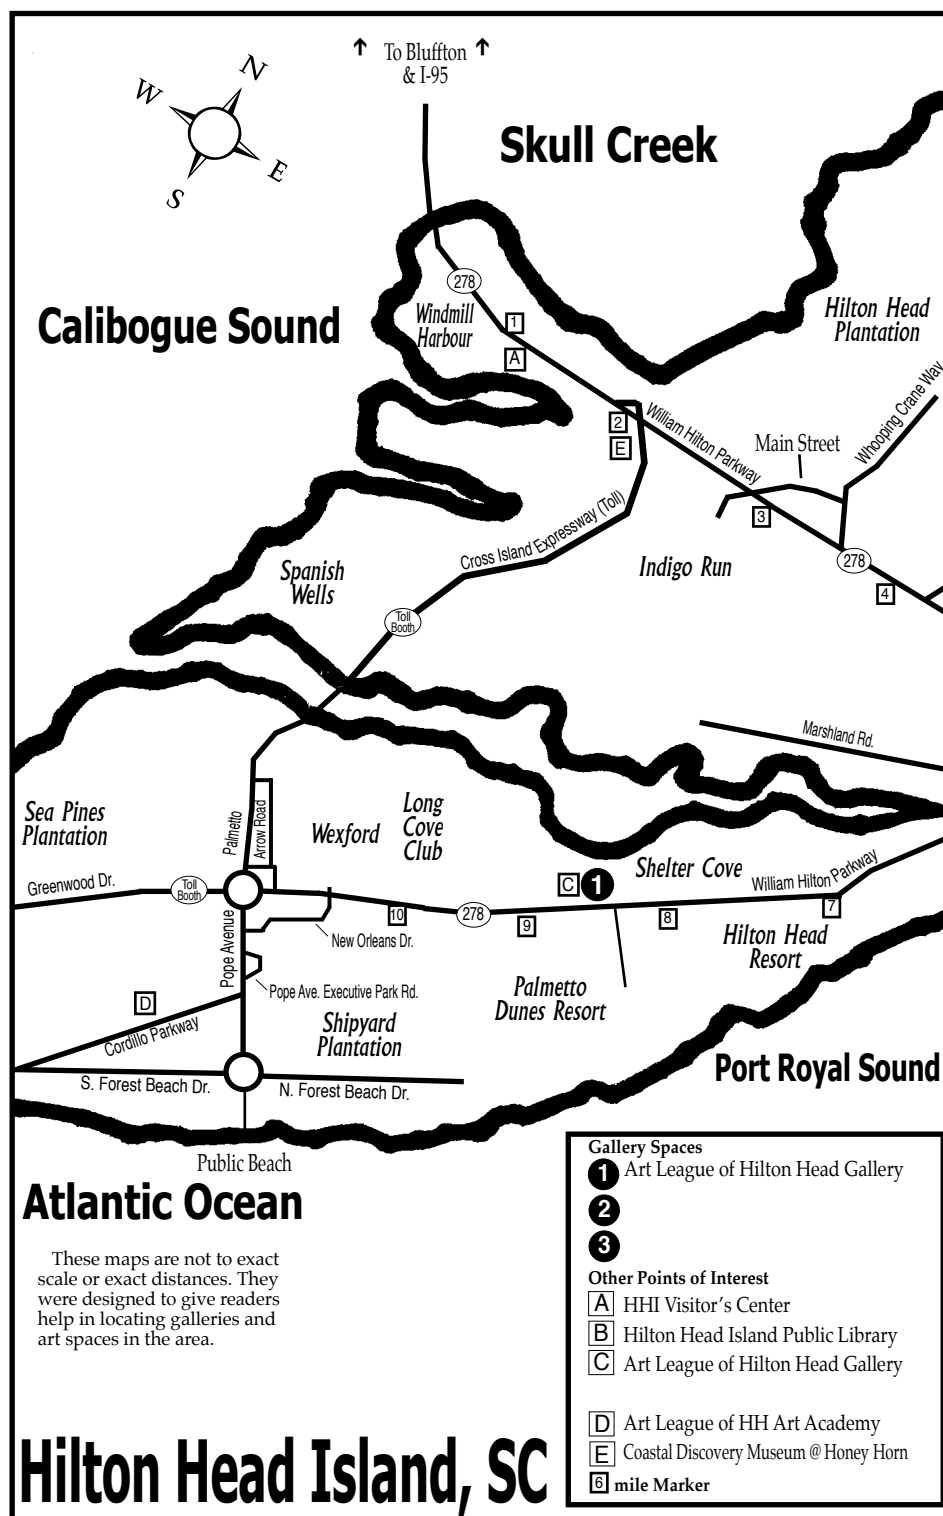 To Bluffton
& I-95
N
W
E
S
Skull Creek
Calibogue Sound
278
Windmill
Harbour
1
A
Hilton Head
Plantation
2
E
William Hilton Parkway
Main Street
Whooping Crane Way
3
Cross Island Expressway (Toll)
Indigo Run
278
4
Spanish
Wells
Toll
Booth
Marshland Rd.
Sea Pines
Plantation
Palmetto
Arrow Road
Wexford
Long
Cove
Club
Shelter Cove
Greenwood Dr.
Toll
Booth
C
1
William Hilton Parkway
10
278
9
8
7
Pope Avenue
New Orleans Dr.
Hilton Head
Resort
Pope Ave. Executive Park Rd.
Palmetto
Dunes Resort
D
Cordillo Parkway
Shipyard
Plantation
S. Forest Beach Dr.
N. Forest Beach Dr.
Port Royal Sound
Public Beach
Atlantic Ocean
These maps are not to exact
scale or exact distances. They
were designed to give readers
help in locating galleries and
art spaces in the area.
Gallery Spaces
1 Art League of Hilton Head Gallery
2
3
Other Points of Interest
A HHI Visitor's Center
B Hilton Head Island Public Library
C Art League of Hilton Head Gallery
D Art League of HH Art Academy
E Coastal Discovery Museum @ Honey Horn
6 mile Marker
Hilton Head Island, SC